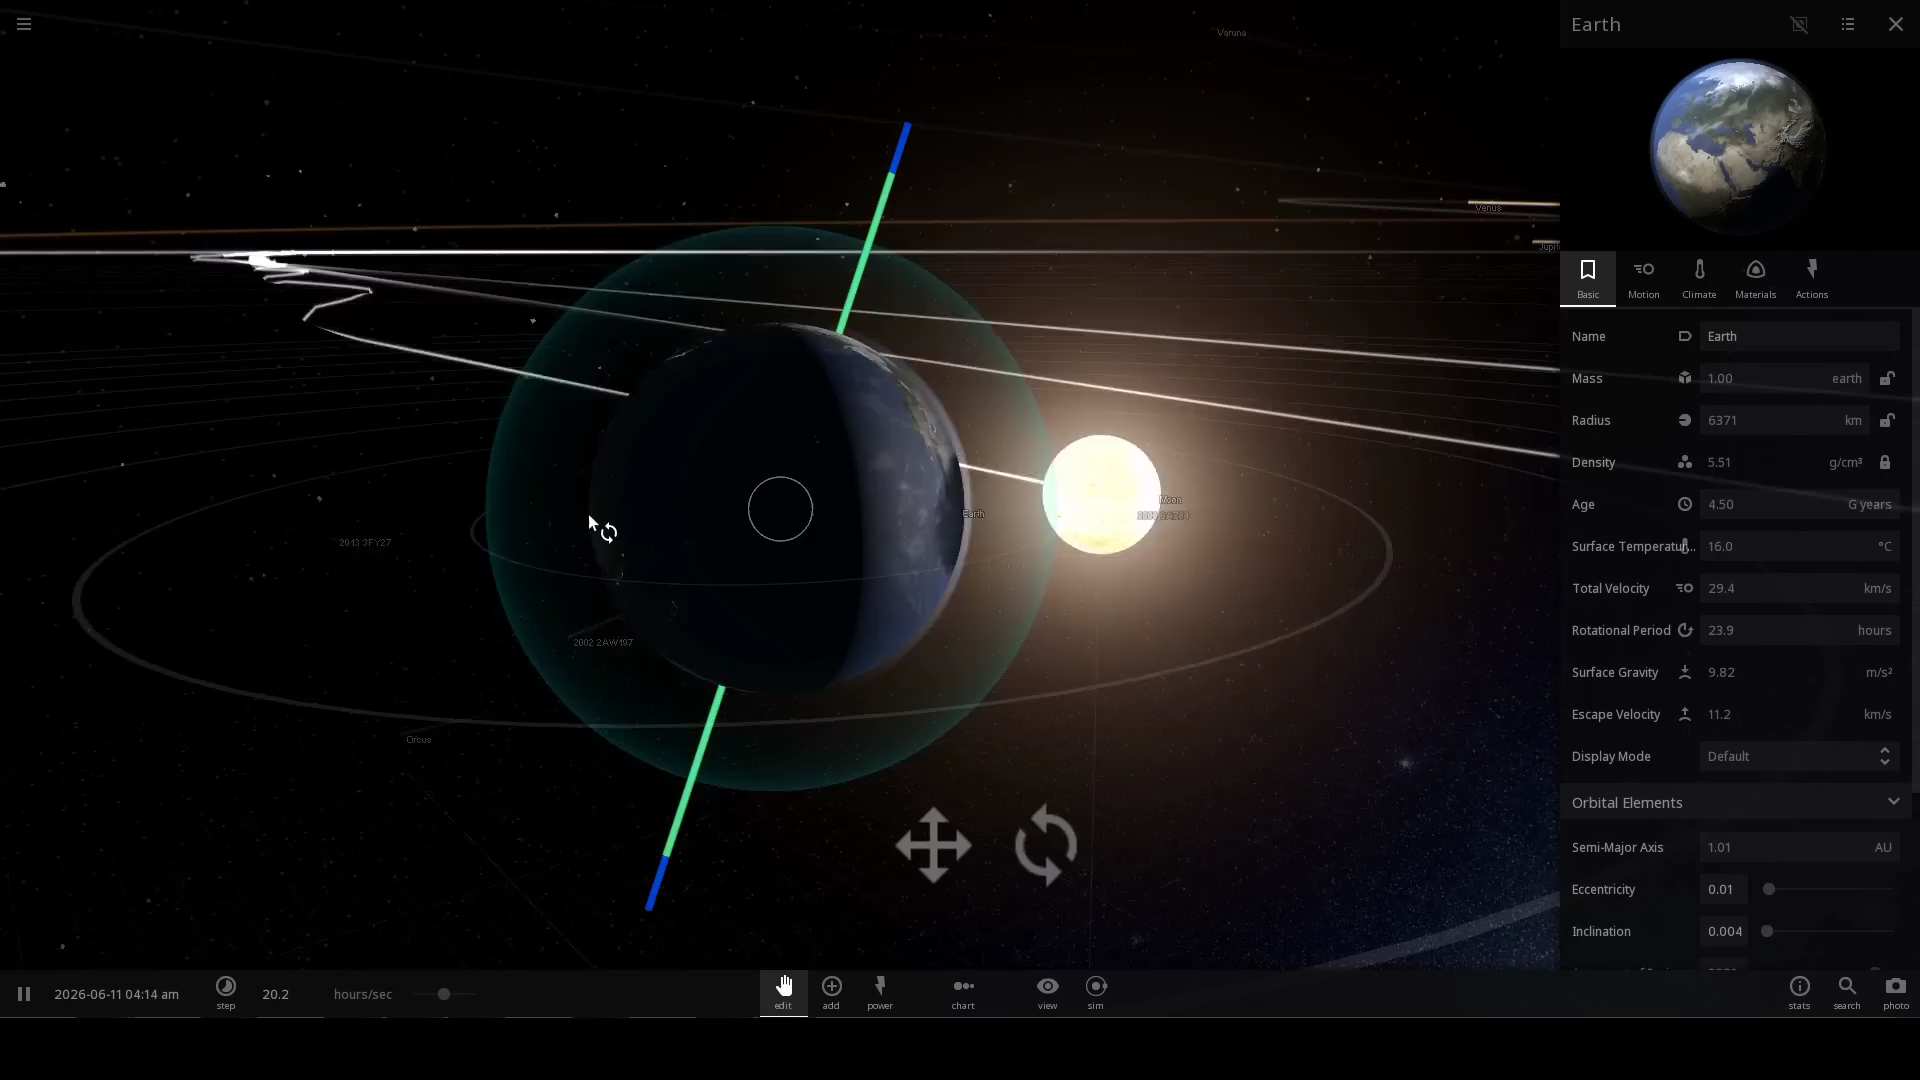 Earth
Varuna
Venus
Basic
Motion
Climate
Materials
Actions
Name
Earth
Mass
1.00
earth
Radius
6371
km
Density
5.51
g/cm³
Age
4.50
G years
Surface Temperatur...
16.0
°C
Total Velocity
29.4
km/s
Rotational Period
23.9
hours
Surface Gravity
9.82
m/s²
Escape Velocity
11.2
km/s
Display Mode
Default
Orbital Elements
Semi-Major Axis
1.01
AU
Eccentricity
0.01
Inclination
0.004
Moon
Earth
2013 3FY27
2002 2AW197
Orcus
2026-06-11 04:14 am
step
20.2
hours/sec
edit
add
power
chart
view
sim
stats
search
photo